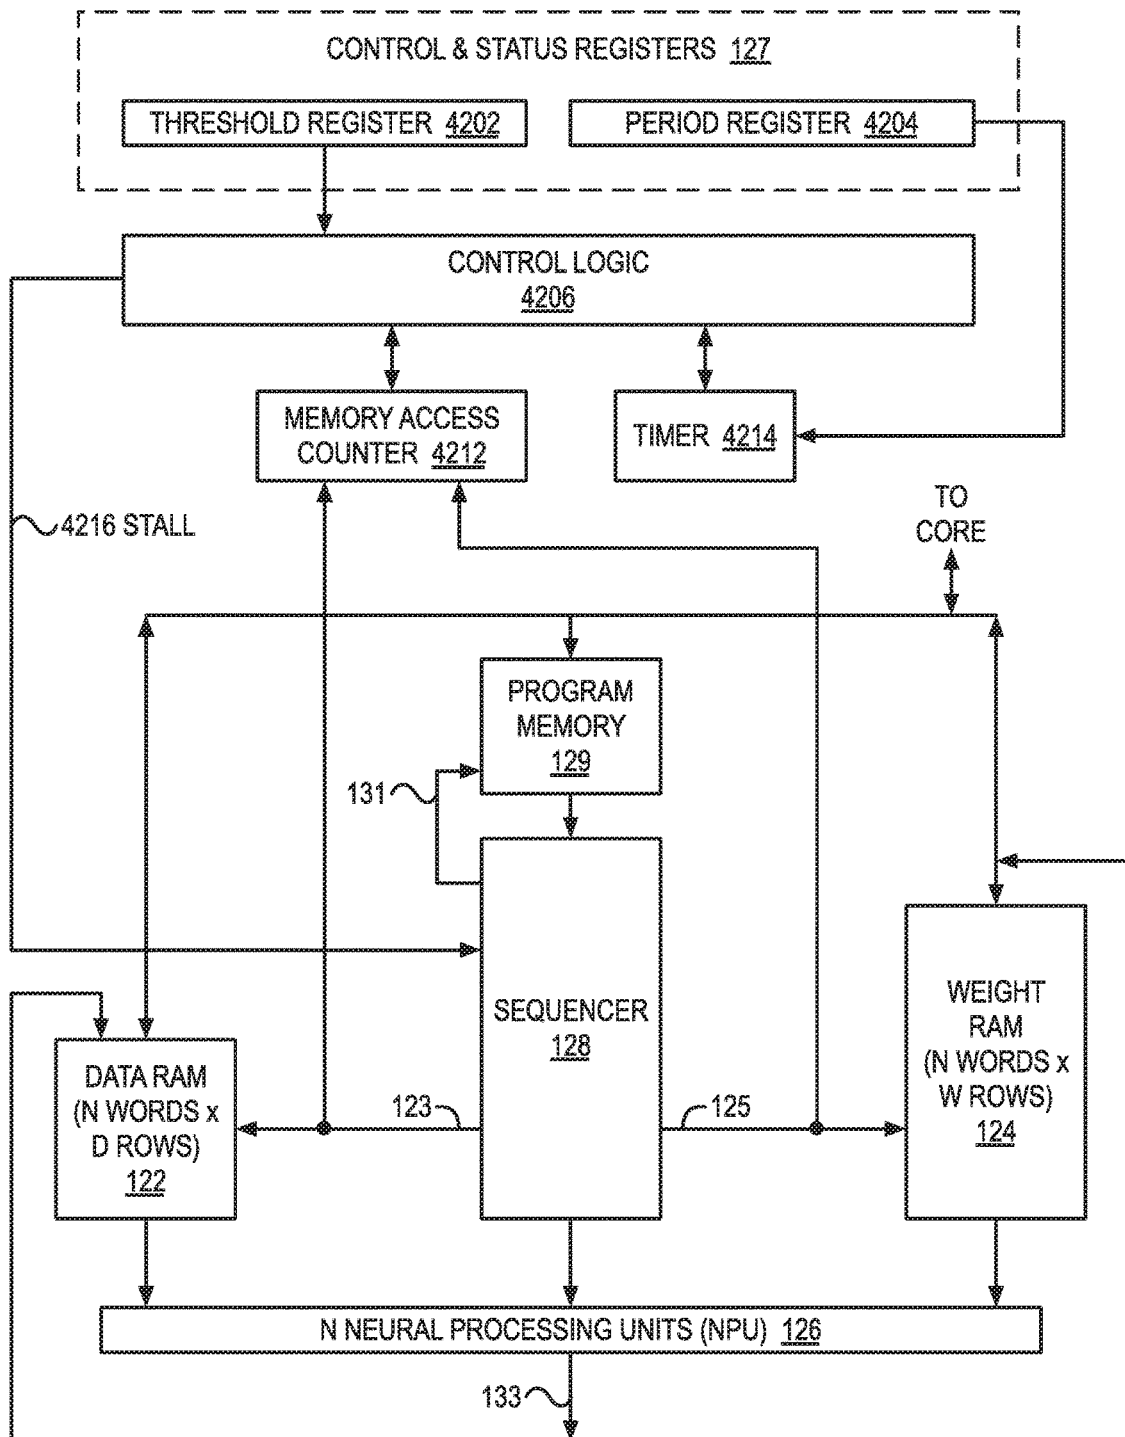 CONTROL & STATUS REGISTERS 127
THRESHOLD REGISTER 4202
PERIOD REGISTER 4204
CONTROL LOGIC
4206
MEMORY ACCESS
COUNTER 4212
TIMER 4214
4216 STALL
TO
CORE
PROGRAM
MEMORY
129
131
SEQUENCER
128
WEIGHT
RAM
(N WORDS x
W ROWS)
124
DATA RAM
(N WORDS x
D ROWS)
122
123
125
N NEURAL PROCESSING UNITS (NPU) 126
133